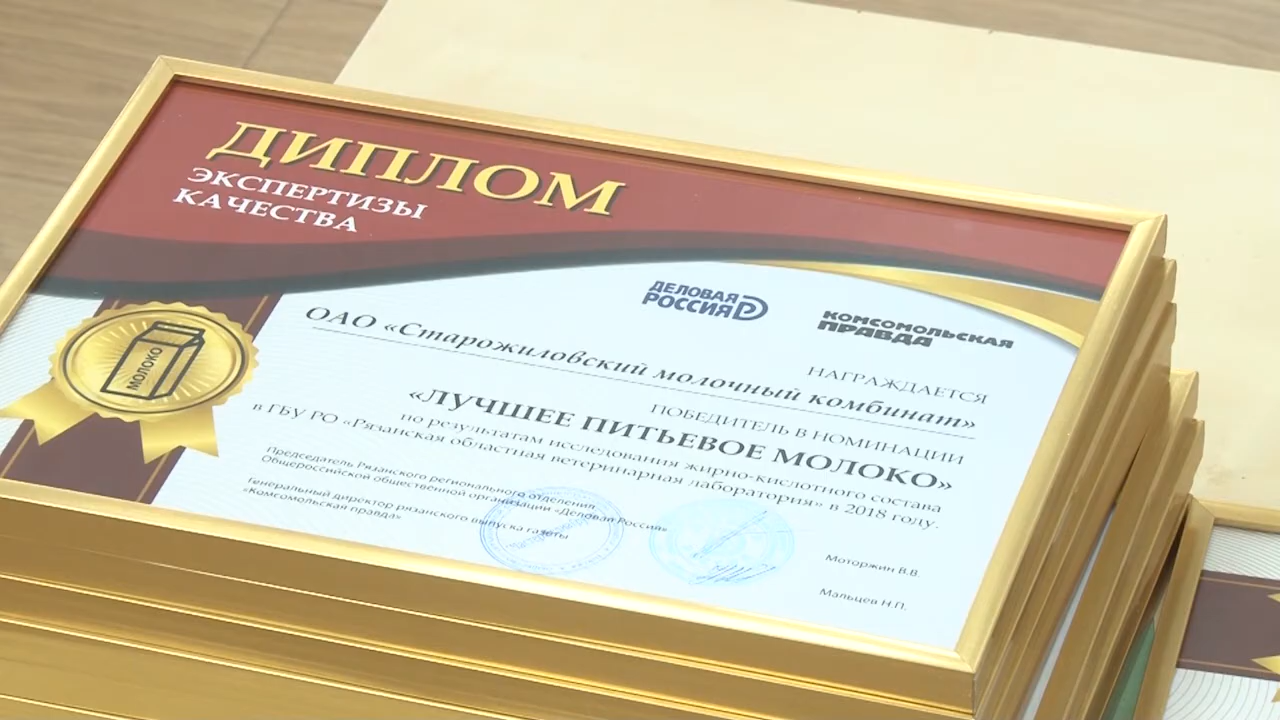 ДИПЛОМ
ЭКСПЕРТИЗЫ
КАЧЕСТВА
ДЕЛОВАЯ
РОССИЯ
КОМСОМОЛЬСКАЯ
ПРАВДА
НАГРАЖДАЕТСЯ
ОАО «Старожиловский молочный комбинат»
ПОБЕДИТЕЛЬ В НОМИНАЦИИ
«ЛУЧШЕЕ ПИТЬЕВОЕ МОЛОКО»
по результатам исследования жирно-кислотного состава
в ГБУ РО «Рязанская областная ветеринарная лаборатория» в 2018 году.
МОЛОКО
Председатель Рязанского регионального отделения
Общероссийской общественной организации «Деловая Россия»
Моторжин В.В.
Генеральный директор рязанского выпуска газеты
«Комсомольская правда»
Мальцев Н.П.